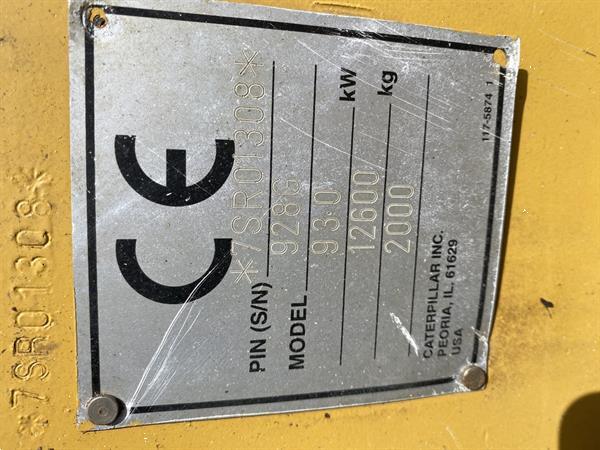 *7SR01308*
CE
PIN (S/N) *7SR01308*
MODEL 928G
93.0 kW
12600 kg
2000
CATERPILLAR INC.
PEORIA, IL. 61629
USA
117-5874 1